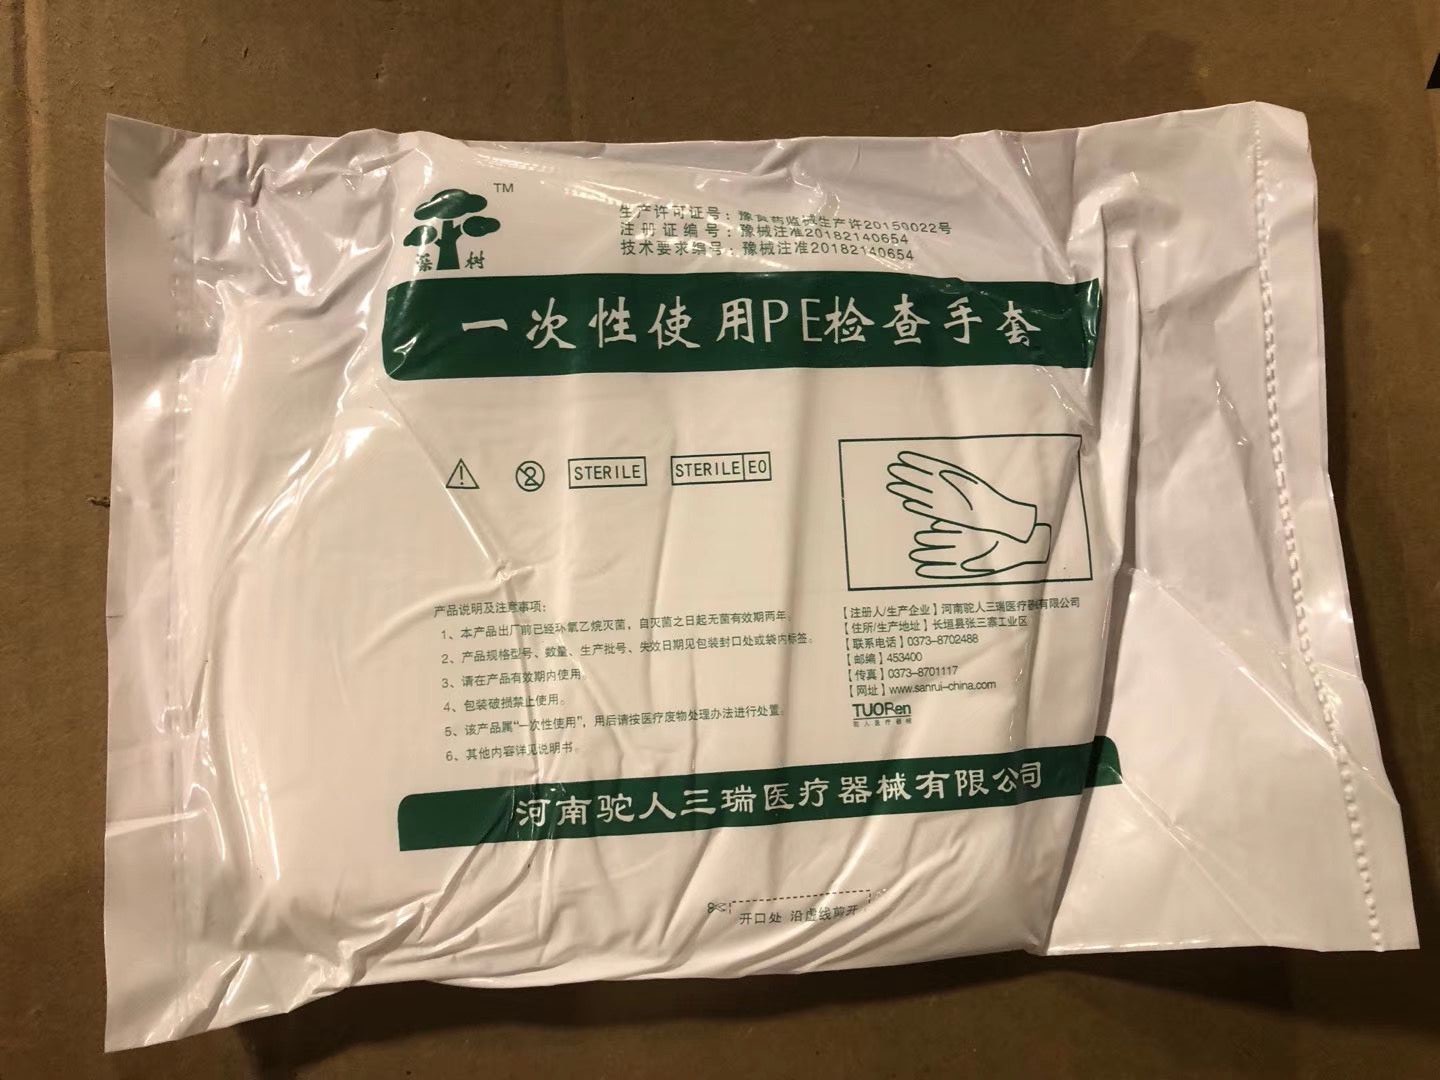 TM
树
生产许可证号：豫食药监械生产许20150022号
注册证编号：豫械注准20182140654
技术要求编号：豫械注准20182140654
一次性使用PE检查手套
STERILE
STERILE EO
产品说明及注意事项：
1、本产品出厂前已经环氧乙烷灭菌，自灭菌之日起无菌有效期两年。
2、产品规格型号、数量、生产批号、失效日期见包装封口处或袋内标签。
3、请在产品有效期内使用。
4、包装破损禁止使用。
5、该产品属“一次性使用”，用后请按医疗废物处理办法进行处置。
6、其他内容详见说明书。
【注册人/生产企业】河南驼人三瑞医疗器械有限公司
【住所/生产地址】长垣县张三寨工业区
【联系电话】0373-8702488
【邮编】453400
【传真】0373-8701117
【网址】www.sanrui-china.com
TUORen
驼人医疗器械
河南驼人三瑞医疗器械有限公司
开口处 沿虚线剪开